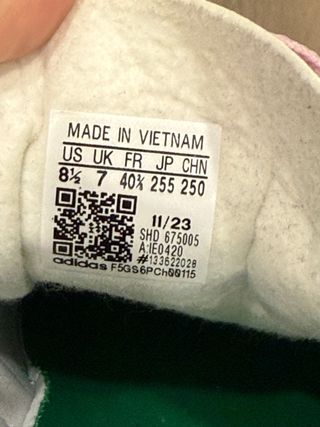 MADE IN VIETNAM
US UK FR JP CHN
8½ 7 40⅔ 255 250
11/23
SHD 675005
A:IE0420
#133622028
adidas F5GS6PCh00115